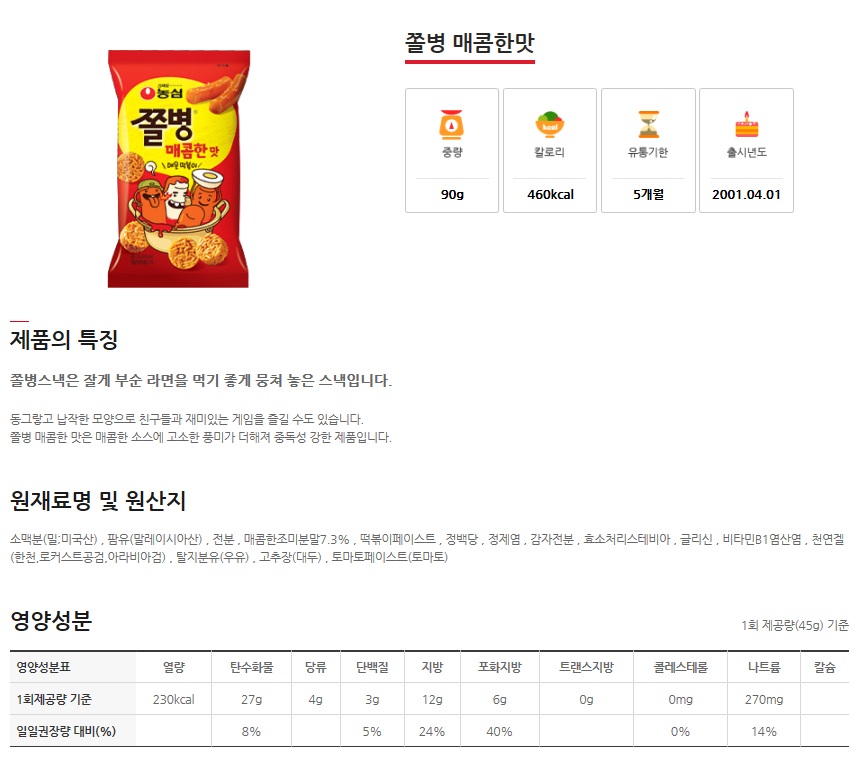 쫄병 매콤한맛
농심
쫄병
매콤한맛
매운 떡볶이
중량
칼로리
유통기한
출시년도
kcal
90g
460kcal
5개월
2001.04.01
제품의 특징
쫄병스낵은 잘게 부순 라면을 먹기 좋게 뭉쳐 놓은 스낵입니다.
동그랗고 납작한 모양으로 친구들과 재미있는 게임을 즐길 수도 있습니다.
쫄병 매콤한 맛은 매콤한 소스에 고소한 풍미가 더해져 중독성 강한 제품입니다.
원재료명 및 원산지
소맥분(밀;미국산) , 팜유(말레이시아산) , 전분 , 매콤한조미분말7.3% , 떡볶이페이스트 , 정백당 , 정제염 , 감자전분 , 효소처리스테비아 , 글리신 , 비타민B1염산염 , 천연겔
(한천,로커스트콩검,아라비아검) , 탈지분유(우유) , 고추장(대두) , 토마토페이스트(토마토)
영양성분
1회 제공량(45g) 기준
영양성분표 열량 탄수화물 당류 단백질 지방 포화지방 트랜스지방 콜레스테롤 나트륨 칼슘
1회제공량 기준 230kcal 27g 4g 3g 12g 6g 0g 0mg 270mg
일일권장량 대비(%) 8% 5% 24% 40% 0% 14%